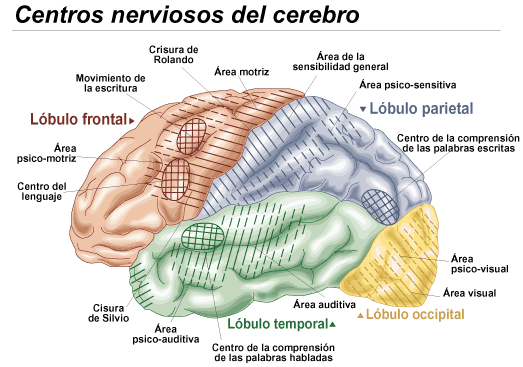 Centros nerviosos del cerebro
Crisura de
Rolando
Área de la
sensibilidad general
Movimiento de
la escritura
Área motriz
Área psico-sensitiva
Lóbulo frontal
Lóbulo parietal
Área
psico-motriz
Centro de la comprensión
de las palabras escritas
Centro del
lenguaje
Área
psico-visual
Área visual
Cisura
de Silvio
Área auditiva
Área
psico-auditiva
Lóbulo temporal
Lóbulo occipital
Centro de la comprensión
de las palabras habladas